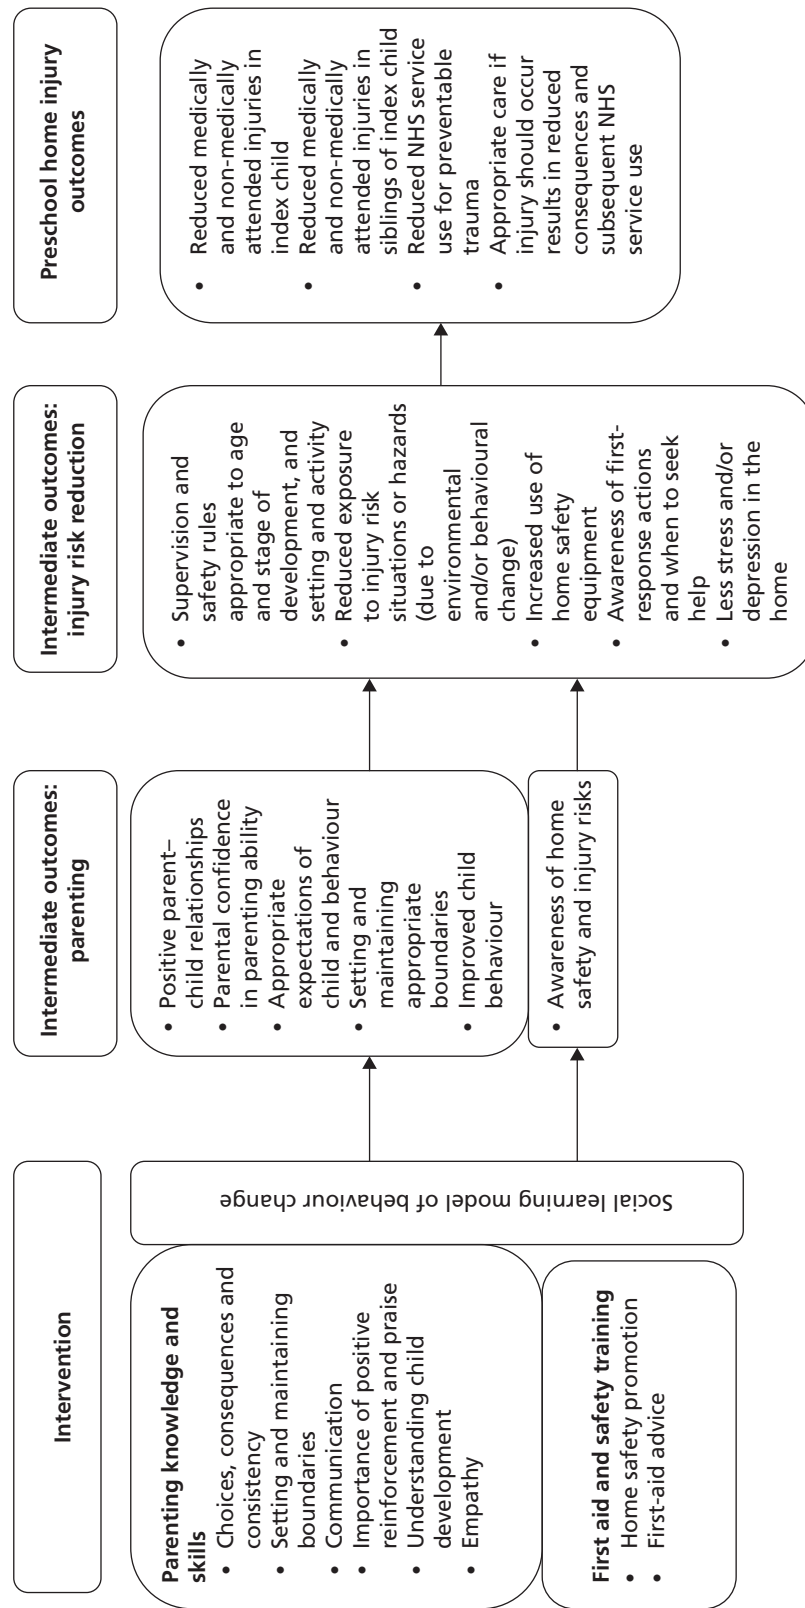 Intervention
Parenting knowledge and
skills
• Choices, consequences and
consistency
• Setting and maintaining
boundaries
• Communication
• Importance of positive
reinforcement and praise
• Understanding child
development
• Empathy
First aid and safety training
• Home safety promotion
• First-aid advice
Social learning model of behaviour change
Intermediate outcomes:
parenting
• Positive parent–
child relationships
• Parental confidence
in parenting ability
• Appropriate
expectations of
child and behaviour
• Setting and
maintaining
appropriate
boundaries
• Improved child
behaviour
• Awareness of home
safety and injury risks
Intermediate outcomes:
injury risk reduction
• Supervision and
safety rules
appropriate to age
and stage of
development, and
setting and activity
• Reduced exposure
to injury risk
situations or hazards
(due to
environmental
and/or behavioural
change)
• Increased use of
home safety
equipment
• Awareness of first-
response actions
and when to seek
help
• Less stress and/or
depression in the
home
Preschool home injury
outcomes
• Reduced medically
and non-medically
attended injuries in
index child
• Reduced medically
and non-medically
attended injuries in
siblings of index child
• Reduced NHS service
use for preventable
trauma
• Appropriate care if
injury should occur
results in reduced
consequences and
subsequent NHS
service use